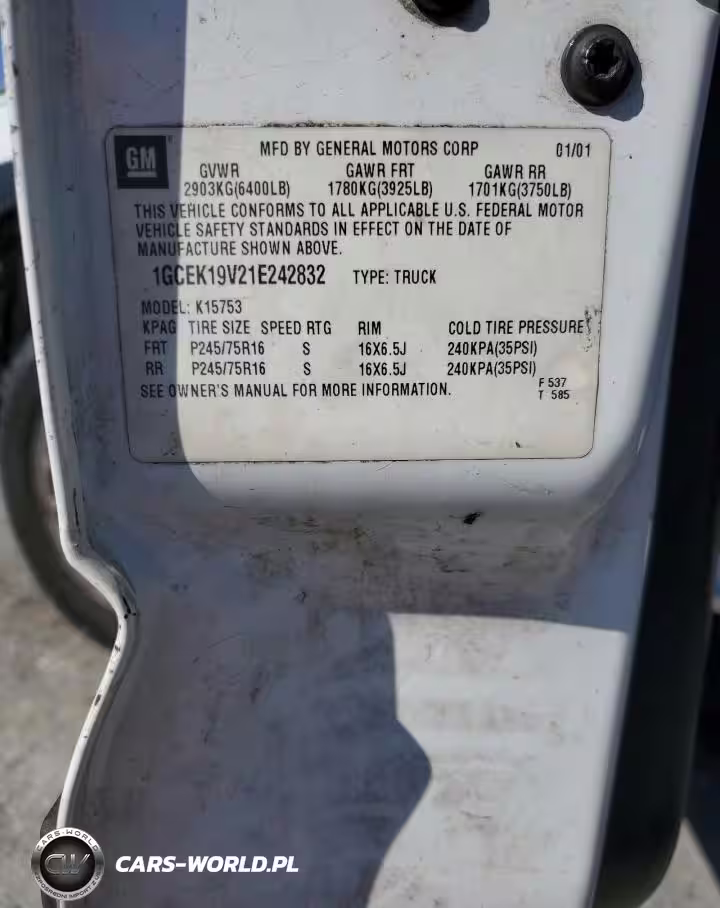 GM
MFD BY GENERAL MOTORS CORP 01/01
GVWR GAWR FRT GAWR RR
2903KG(6400LB) 1780KG(3925LB) 1701KG(3750LB)
THIS VEHICLE CONFORMS TO ALL APPLICABLE U.S. FEDERAL MOTOR
VEHICLE SAFETY STANDARDS IN EFFECT ON THE DATE OF
MANUFACTURE SHOWN ABOVE.
1GCEK19V21E242832 TYPE: TRUCK
MODEL: K15753
KPAG TIRE SIZE SPEED RTG RIM COLD TIRE PRESSURE
FRT P245/75R16 S 16X6.5J 240KPA(35PSI)
RR P245/75R16 S 16X6.5J 240KPA(35PSI)
SEE OWNER'S MANUAL FOR MORE INFORMATION.
F 537
T 585
CARS-WORLD
CW
CARS-WORLD.PL